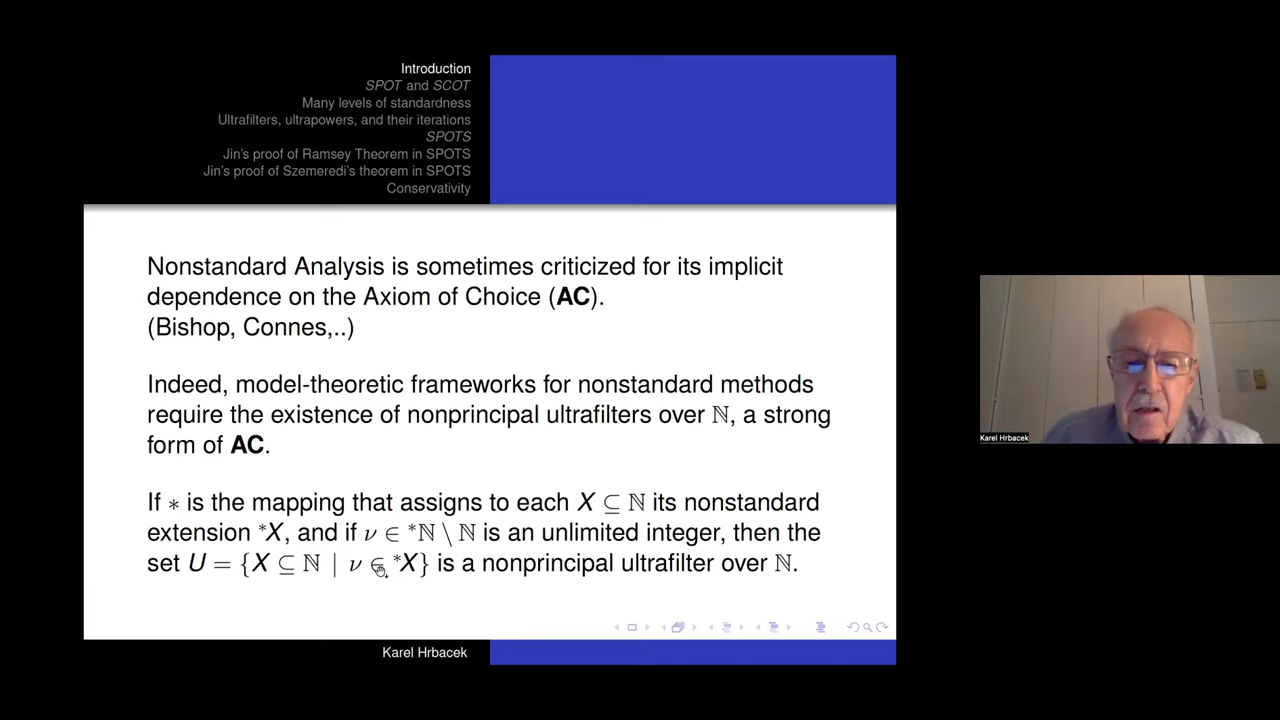 Introduction
SPOT and SCOT
Many levels of standardness
Ultrafilters, ultrapowers, and their iterations
SPOTS
Jin's proof of Ramsey Theorem in SPOTS
Jin's proof of Szemeredi's theorem in SPOTS
Conservativity
Nonstandard Analysis is sometimes criticized for its implicit
dependence on the Axiom of Choice (AC).
(Bishop, Connes,..)
Indeed, model-theoretic frameworks for nonstandard methods
require the existence of nonprincipal ultrafilters over ℕ, a strong
form of AC.
If ∗ is the mapping that assigns to each X ⊆ ℕ its nonstandard
extension *X, and if ν ∈ *ℕ \ ℕ is an unlimited integer, then the
set U = {X ⊆ ℕ | ν ∈ *X} is a nonprincipal ultrafilter over ℕ.
Karel Hrbacek
Karel Hrbacek